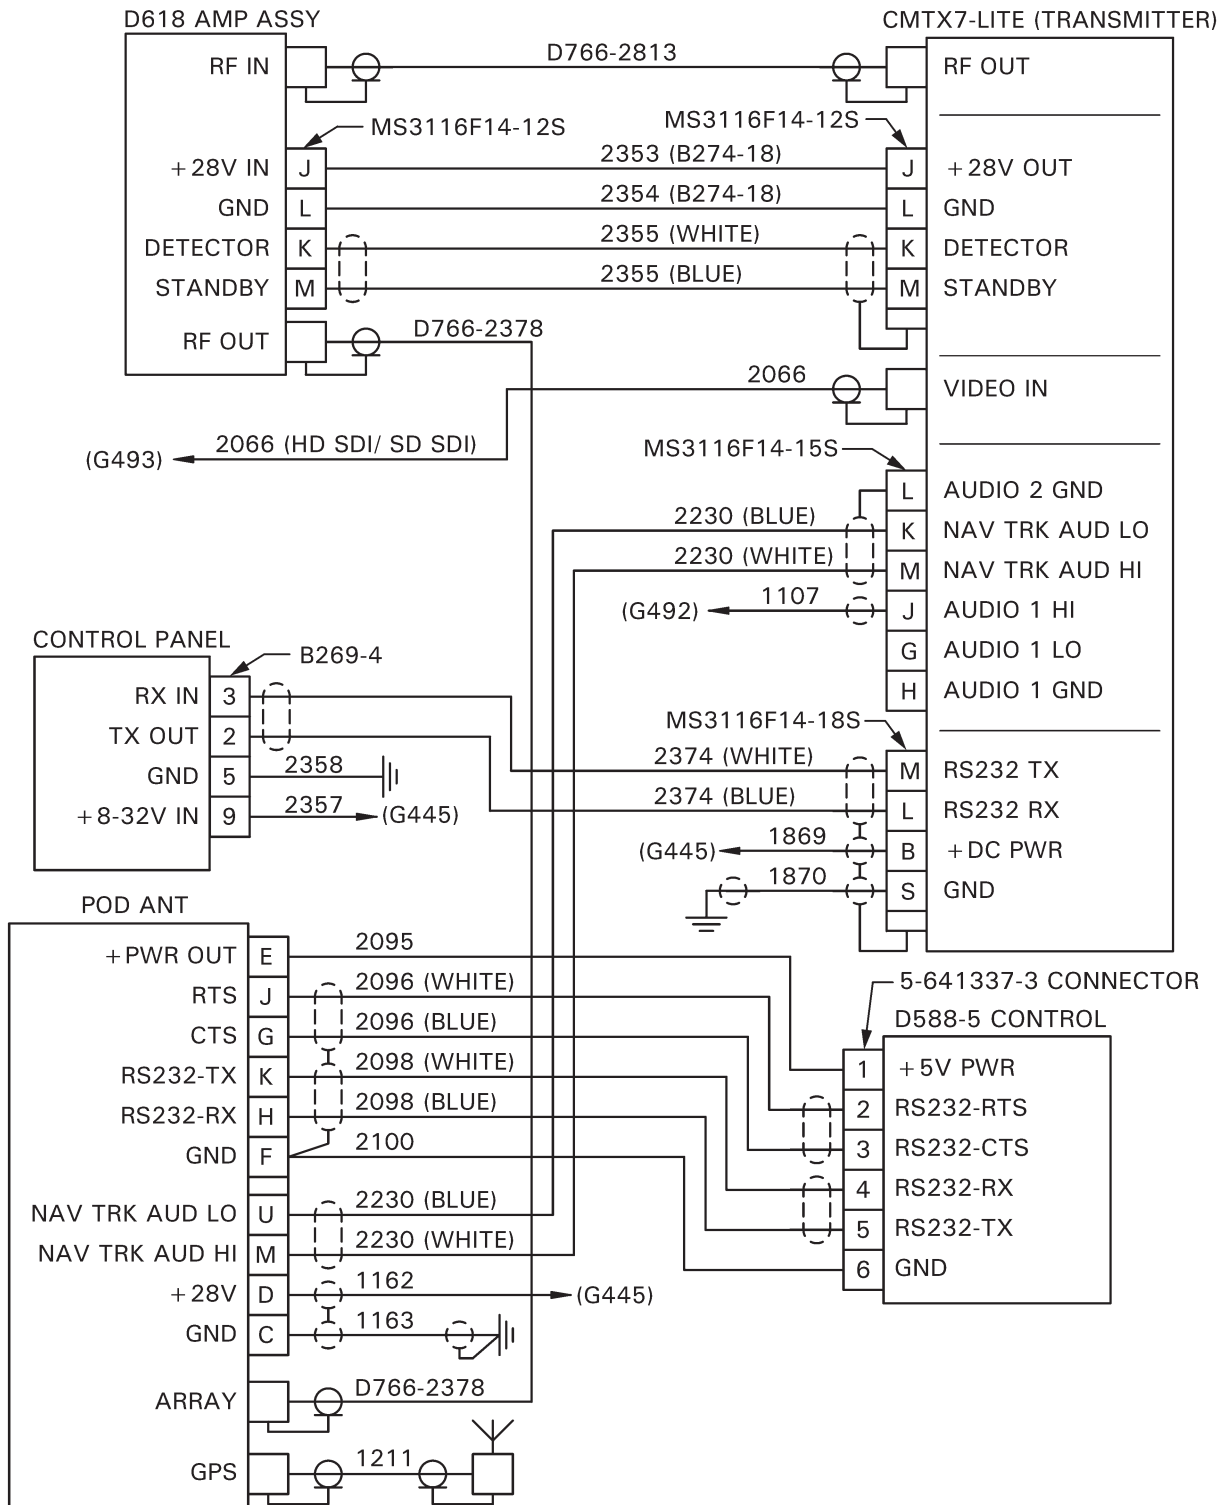 D618 AMP ASSY
CMTX7-LITE (TRANSMITTER)
RF IN
D766-2813
RF OUT
MS3116F14-12S
MS3116F14-12S
+28V IN
J
2353 (B274-18)
J
+28V OUT
GND
L
2354 (B274-18)
L
GND
DETECTOR
K
2355 (WHITE)
K
DETECTOR
STANDBY
M
2355 (BLUE)
M
STANDBY
RF OUT
D766-2378
2066
VIDEO IN
(G493)
2066 (HD SDI/ SD SDI)
MS3116F14-15S
L
AUDIO 2 GND
2230 (BLUE)
K
NAV TRK AUD LO
2230 (WHITE)
M
NAV TRK AUD HI
(G492)
1107
J
AUDIO 1 HI
G
AUDIO 1 LO
H
AUDIO 1 GND
CONTROL PANEL
B269-4
RX IN
3
TX OUT
2
GND
5
2358
+8-32V IN
9
2357
(G445)
MS3116F14-18S
2374 (WHITE)
M
RS232 TX
2374 (BLUE)
L
RS232 RX
(G445)
1869
B
+DC PWR
1870
S
GND
POD ANT
+PWR OUT
E
2095
RTS
J
2096 (WHITE)
CTS
G
2096 (BLUE)
RS232-TX
K
2098 (WHITE)
RS232-RX
H
2098 (BLUE)
GND
F
2100
NAV TRK AUD LO
U
2230 (BLUE)
NAV TRK AUD HI
M
2230 (WHITE)
+28V
D
1162
(G445)
GND
C
1163
ARRAY
D766-2378
GPS
1211
5-641337-3 CONNECTOR
D588-5 CONTROL
1
+5V PWR
2
RS232-RTS
3
RS232-CTS
4
RS232-RX
5
RS232-TX
6
GND